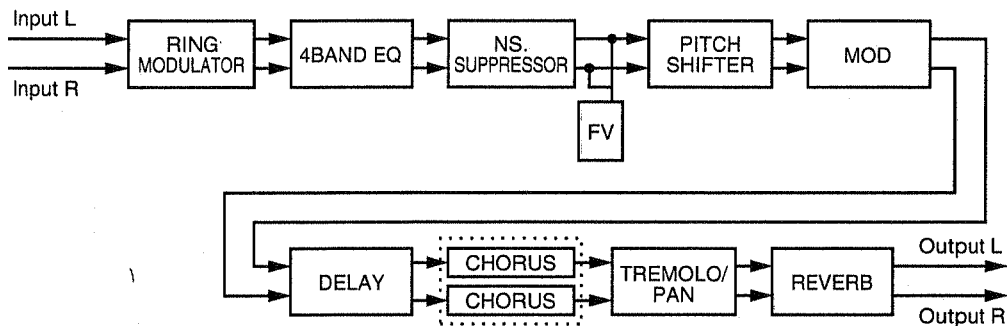 Input L
Input R
RING
MODULATOR
4BAND EQ
NS.
SUPPRESSOR
FV
PITCH
SHIFTER
MOD
DELAY
CHORUS
CHORUS
TREMOLO/
PAN
REVERB
Output L
Output R